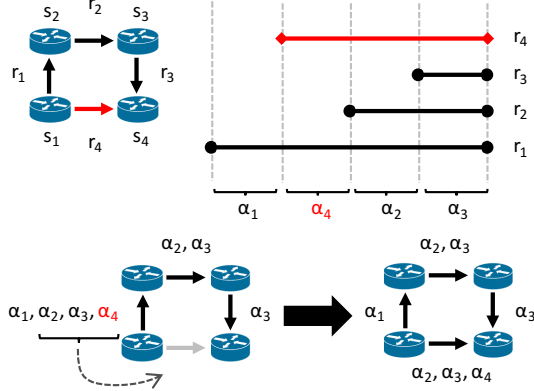 s₂ r₂ s₃
r₁ r₃
s₁ r₄ s₄
r₄
r₃
r₂
r₁
α₁ α₄ α₂ α₃
α₂, α₃
α₁, α₂, α₃, α₄
α₃
α₂, α₃
α₁
α₃
α₂, α₃, α₄